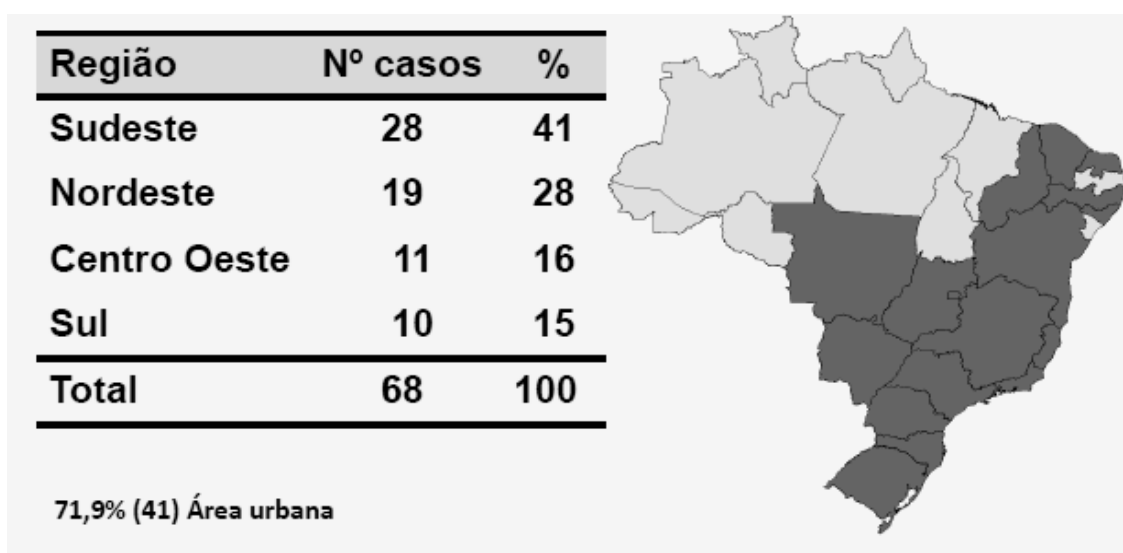 Região Nº casos %
Sudeste 28 41
Nordeste 19 28
Centro Oeste 11 16
Sul 10 15
Total 68 100
71,9% (41) Área urbana